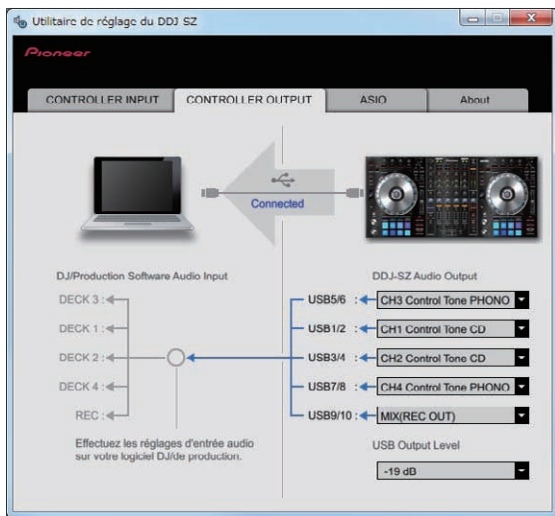 Utilitaire de réglage du DDJ SZ
Pioneer
CONTROLLER INPUT
CONTROLLER OUTPUT
ASIO
About
Connected
DJ/Production Software Audio Input
DDJ-SZ Audio Output
DECK 3 :
USB5/6 :
CH3 Control Tone PHONO
DECK 1 :
USB1/2 :
CH1 Control Tone CD
DECK 2 :
USB3/4 :
CH2 Control Tone CD
DECK 4 :
USB7/8 :
CH4 Control Tone PHONO
REC :
USB9/10 :
MIX(REC OUT)
Effectuez les réglages d'entrée audio
sur votre logiciel DJ/de production.
USB Output Level
-19 dB